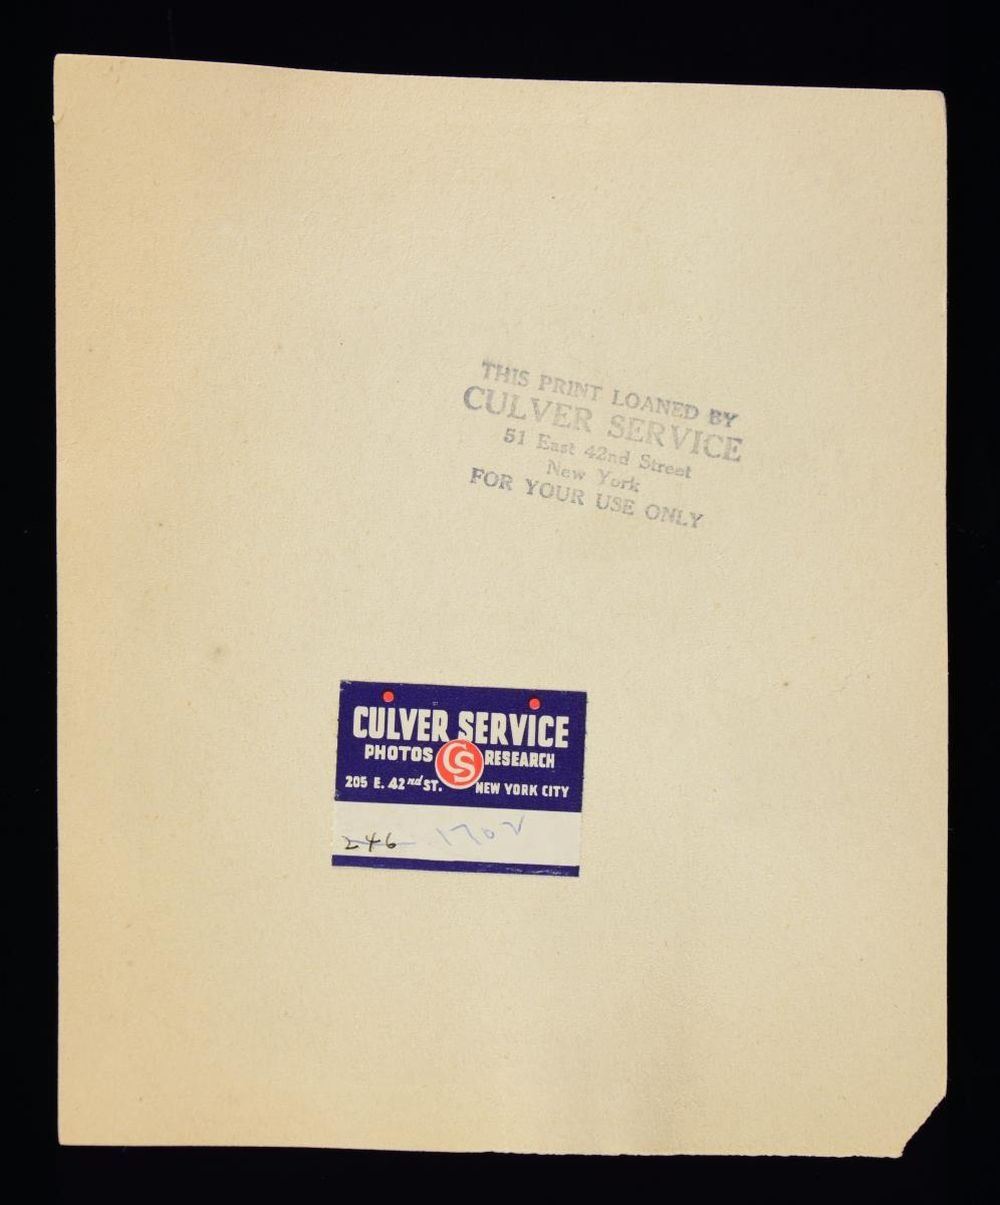 THIS PRINT LOANED BY
CULVER SERVICE
51 East 42nd Street
New York
FOR YOUR USE ONLY
CULVER SERVICE
PHOTOS CS RESEARCH
205 E. 42nd ST. NEW YORK CITY
246 1702